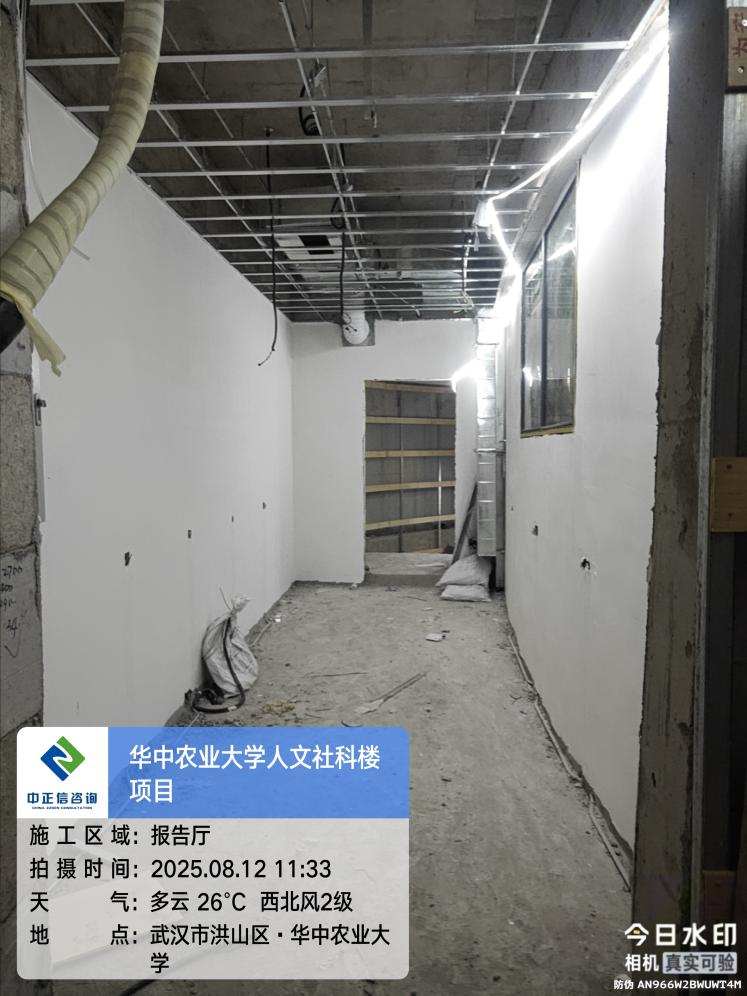 华中农业大学人文社科楼
项目
中正信咨询
施工区域：报告厅
拍摄时间：2025.08.12 11:33
天气：多云 26℃ 西北风2级
地点：武汉市洪山区·华中农业大
学
今日水印
相机 真实可验
防伪 AN966W2BWUWT4M